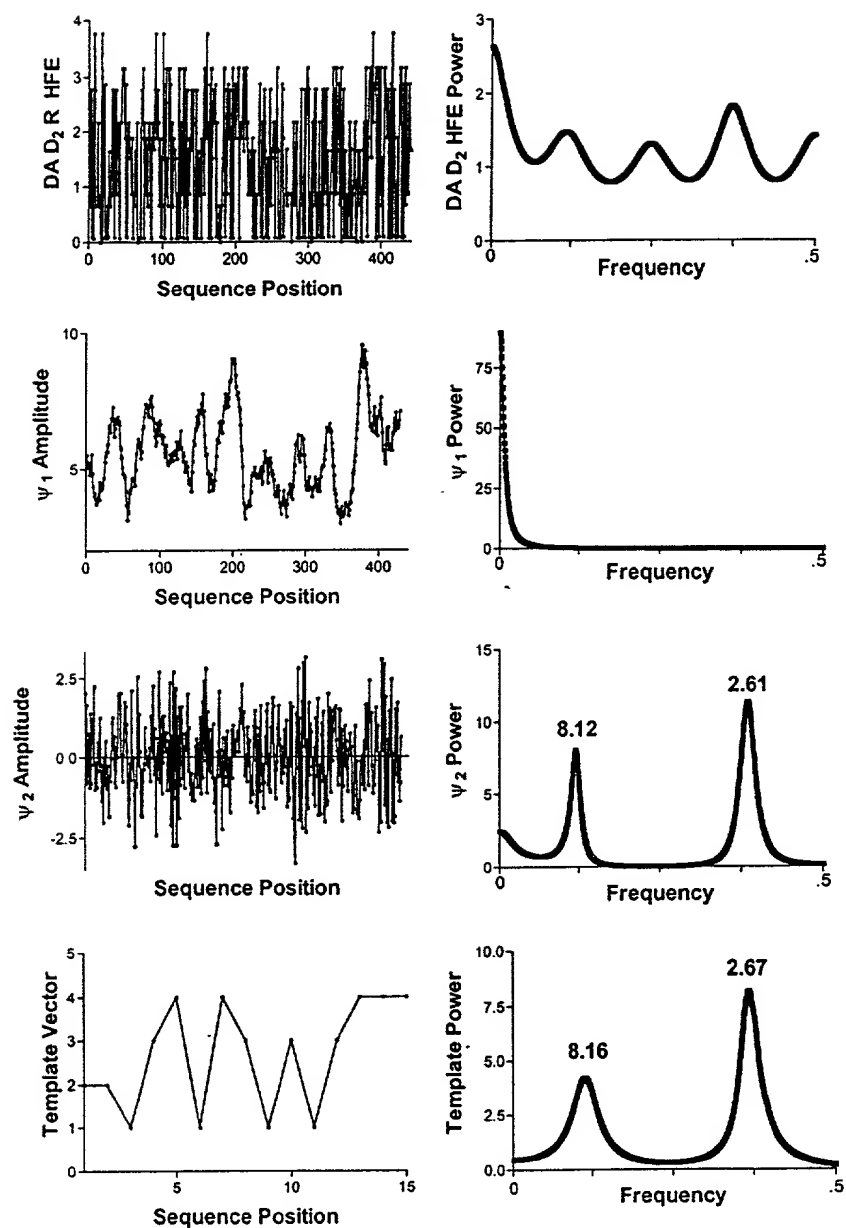 4
3
2
1
0
DA D₂ R HFE
0 100 200 300 400
Sequence Position
3
2
1
0
DA D₂ HFE Power
0 .5
Frequency
10
5
Ψ₁ Amplitude
0 100 200 300 400
Sequence Position
75
50
25
0
Ψ₁ Power
0 .5
Frequency
2.5
0 0
-2.5
Ψ₂ Amplitude
Sequence Position
15
10
5
0
Ψ₂ Power
8.12
2.61
0 .5
Frequency
5
4
3
2
1
0
Template Vector
5 10 15
Sequence Position
10.0
7.5
5.0
2.5
0.0
Template Power
8.16
2.67
0 .5
Frequency